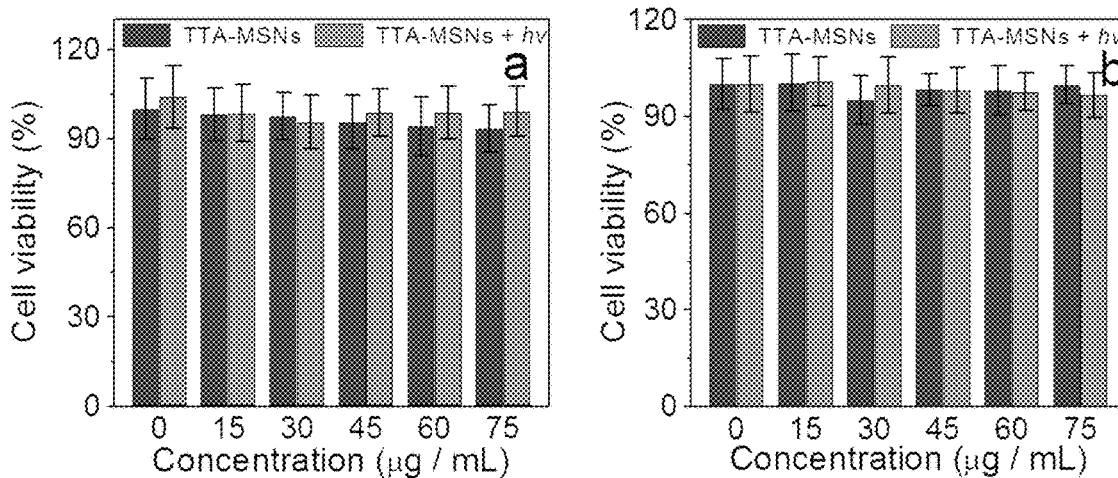 TTA-MSNs TTA-MSNs + hv
a
Cell viability (%)
120
90
60
30
0
0 15 30 45 60 75
Concentration (μg / mL)
TTA-MSNs TTA-MSNs + hv
b
Cell viability (%)
120
90
60
30
0
0 15 30 45 60 75
Concentration (μg / mL)